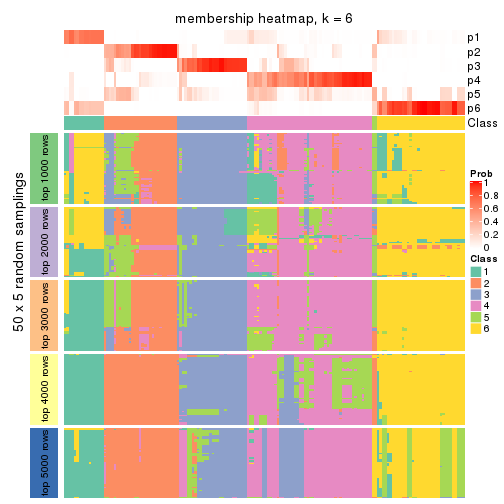 membership heatmap, k = 6
p1
p2
p3
p4
p5
p6
Class
50 x 5 random samplings
top 1000 rows
top 2000 rows
top 3000 rows
top 4000 rows
top 5000 rows
Prob
1
0.8
0.6
0.4
0.2
0
Class
1
2
3
4
5
6